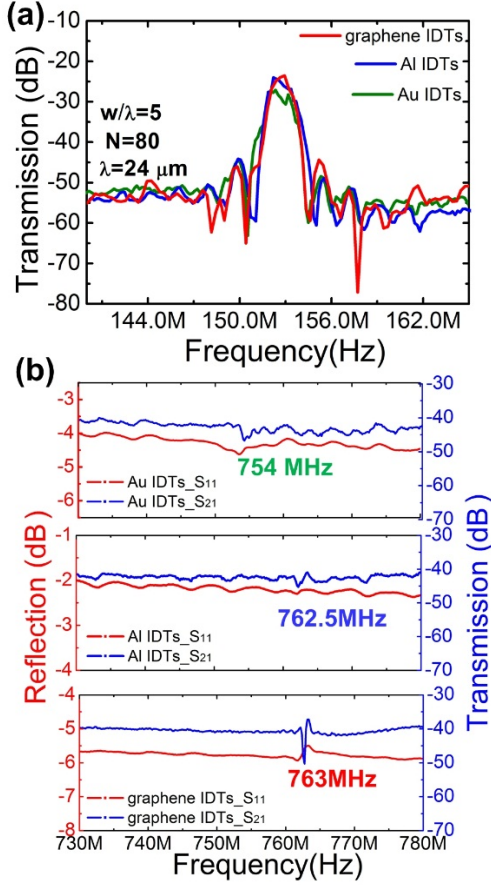 (a)
Transmission (dB)
-10
-20
-30
-40
-50
-60
-70
-80
graphene IDTs
Al IDTs
Au IDTs
w/λ=5
N=80
λ=24 μm
144.0M 150.0M 156.0M 162.0M
Frequency(Hz)
(b)
Reflection (dB)
Transmission (dB)
-3
-4
-5
-6
-30
-40
-50
-60
-70
754 MHz
Au IDTs_S11
Au IDTs_S21
-1
-2
-3
-4
-30
-40
-50
-60
-70
762.5MHz
Al IDTs_S11
Al IDTs_S21
-4
-5
-6
-7
-8
-30
-40
-50
-60
-70
763MHz
graphene IDTs_S11
graphene IDTs_S21
730M 740M 750M 760M 770M 780M
Frequency(Hz)